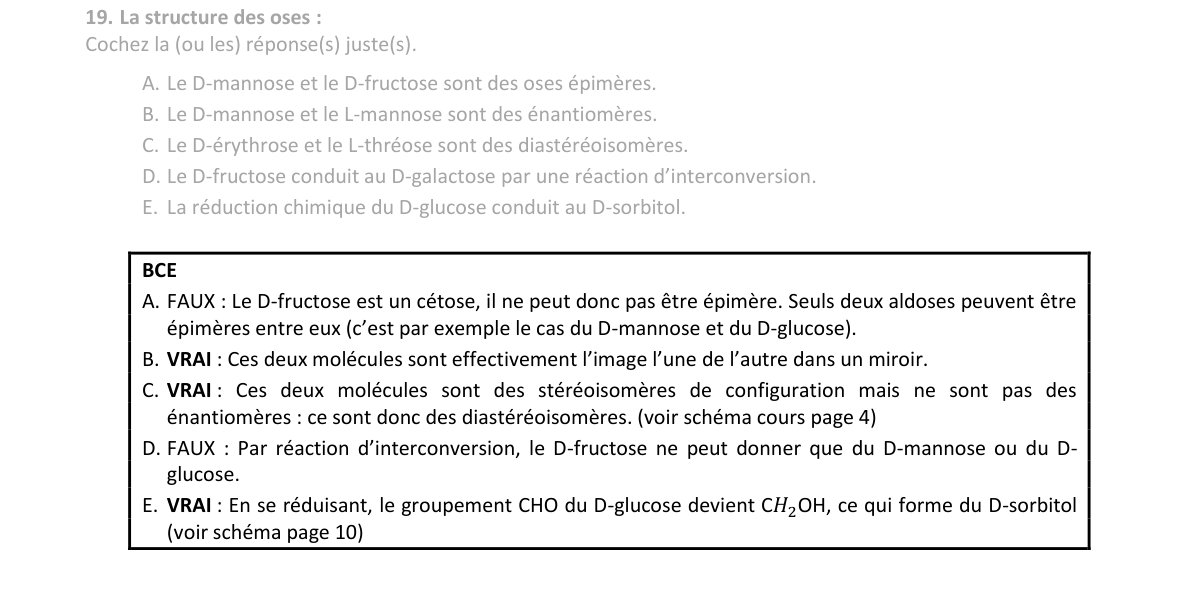 19. La structure des oses :
Cochez la (ou les) réponse(s) juste(s).
A. Le D-mannose et le D-fructose sont des oses épimères.
B. Le D-mannose et le L-mannose sont des énantiomères.
C. Le D-érythrose et le L-thréose sont des diastéréoisomères.
D. Le D-fructose conduit au D-galactose par une réaction d’interconversion.
E. La réduction chimique du D-glucose conduit au D-sorbitol.
BCE
A. FAUX : Le D-fructose est un cétose, il ne peut donc pas être épimère. Seuls deux aldoses peuvent être
épimères entre eux (c’est par exemple le cas du D-mannose et du D-glucose).
B. VRAI : Ces deux molécules sont effectivement l’image l’une de l’autre dans un miroir.
C. VRAI : Ces deux molécules sont des stéréoisomères de configuration mais ne sont pas des
énantiomères : ce sont donc des diastéréoisomères. (voir schéma cours page 4)
D. FAUX : Par réaction d’interconversion, le D-fructose ne peut donner que du D-mannose ou du D-
glucose.
E. VRAI : En se réduisant, le groupement CHO du D-glucose devient C$H_2$OH, ce qui forme du D-sorbitol
(voir schéma page 10)